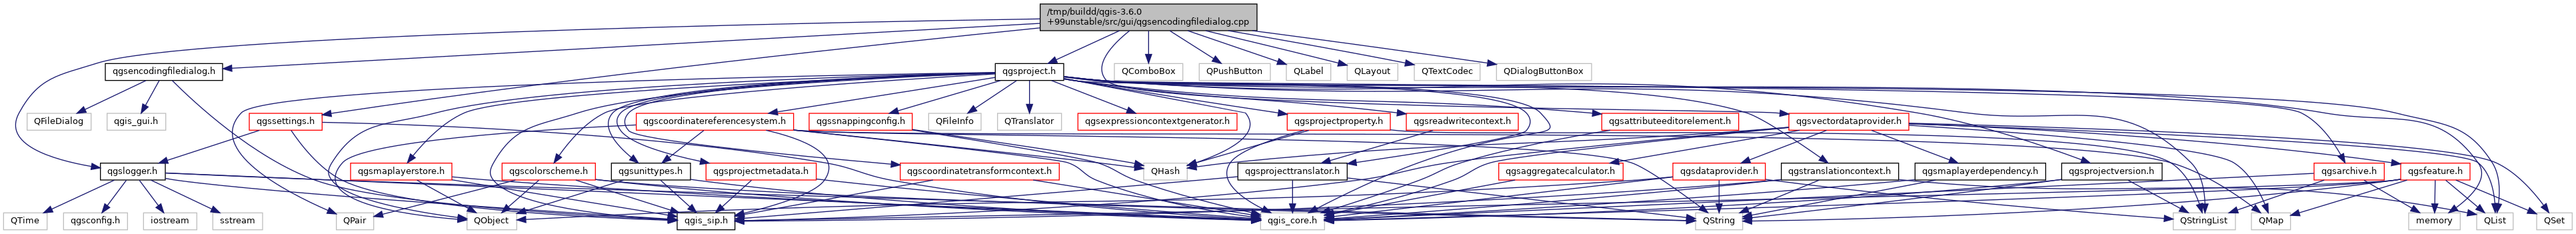 /tmp/buildd/qgis-3.6.0
+99unstable/src/gui/qgsencodingfiledialog.cpp
qgsencodingfiledialog.h
qgsproject.h
QComboBox
QPushButton
QLabel
QLayout
QTextCodec
QDialogButtonBox
QFileDialog
qgis_gui.h
qgssettings.h
qgscoordinatereferencesystem.h
qgssnappingconfig.h
QFileInfo
QTranslator
qgsexpressioncontextgenerator.h
qgsprojectproperty.h
qgsreadwritecontext.h
qgsattributeeditorelement.h
qgsvectordataprovider.h
qgslogger.h
qgsmaplayerstore.h
qgscolorscheme.h
qgsunittypes.h
qgsprojectmetadata.h
qgscoordinatetransformcontext.h
QHash
qgsprojecttranslator.h
qgsaggregatecalculator.h
qgsdataprovider.h
qgstranslationcontext.h
qgsmaplayerdependency.h
qgsprojectversion.h
qgsarchive.h
qgsfeature.h
QTime
qgsconfig.h
iostream
sstream
QPair
QObject
qgis_sip.h
qgis_core.h
QString
QStringList
QMap
memory
QList
QSet